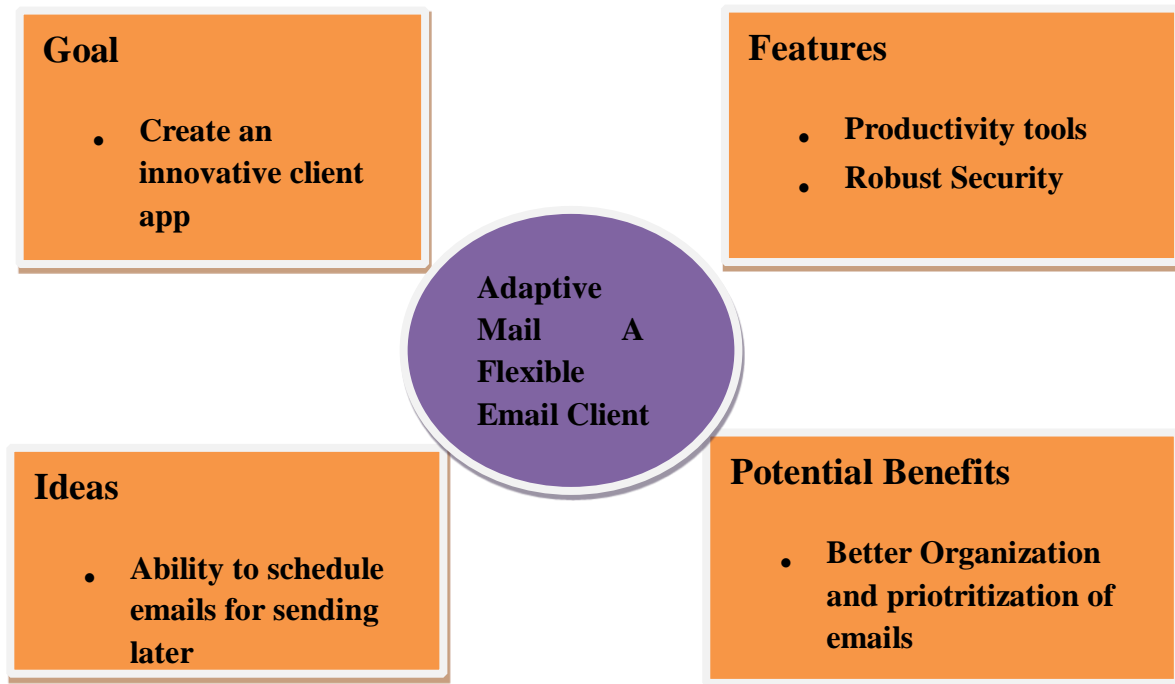 Goal
• Create an
innovative client
app
Features
• Productivity tools
• Robust Security
Adaptive
Mail A
Flexible
Email Client
Ideas
• Ability to schedule
emails for sending
later
Potential Benefits
• Better Organization
and priotritization of
emails